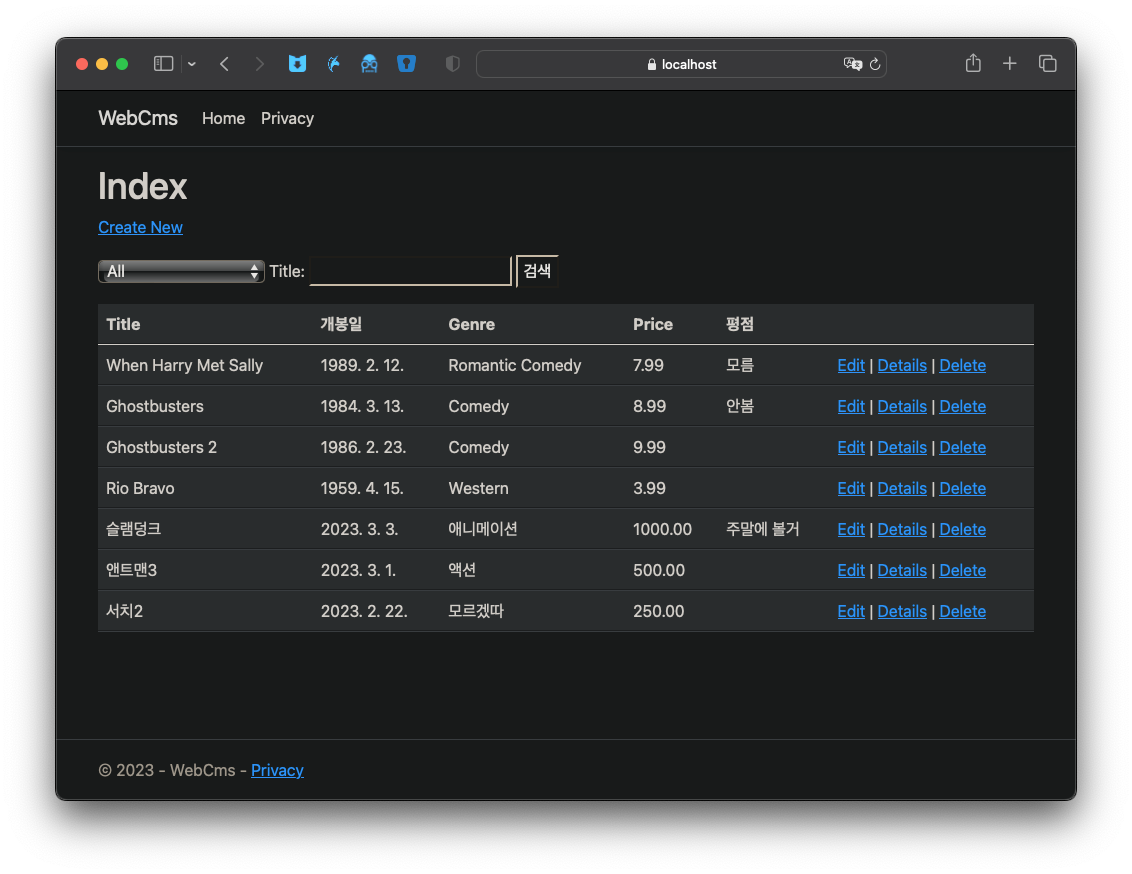 localhost
WebCms Home Privacy
Index
Create New
All Title: 검색
Title 개봉일 Genre Price 평점
When Harry Met Sally 1989. 2. 12. Romantic Comedy 7.99 모름 Edit | Details | Delete
Ghostbusters 1984. 3. 13. Comedy 8.99 안봄 Edit | Details | Delete
Ghostbusters 2 1986. 2. 23. Comedy 9.99 Edit | Details | Delete
Rio Bravo 1959. 4. 15. Western 3.99 Edit | Details | Delete
슬램덩크 2023. 3. 3. 애니메이션 1000.00 주말에 볼거 Edit | Details | Delete
앤트맨3 2023. 3. 1. 액션 500.00 Edit | Details | Delete
서치2 2023. 2. 22. 모르겠따 250.00 Edit | Details | Delete
© 2023 - WebCms - Privacy